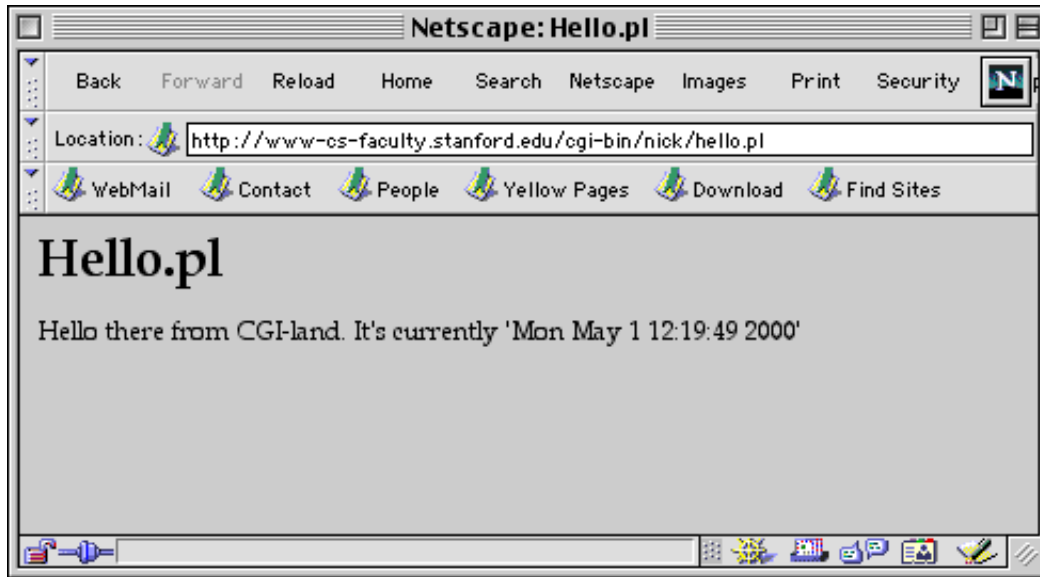 Netscape: Hello.pl
Back Forward Reload Home Search Netscape Images Print Security N
Location: http://www-cs-faculty.stanford.edu/cgi-bin/nick/hello.pl
WebMail Contact People Yellow Pages Download Find Sites
Hello.pl
Hello there from CGI-land. It's currently 'Mon May 1 12:19:49 2000'